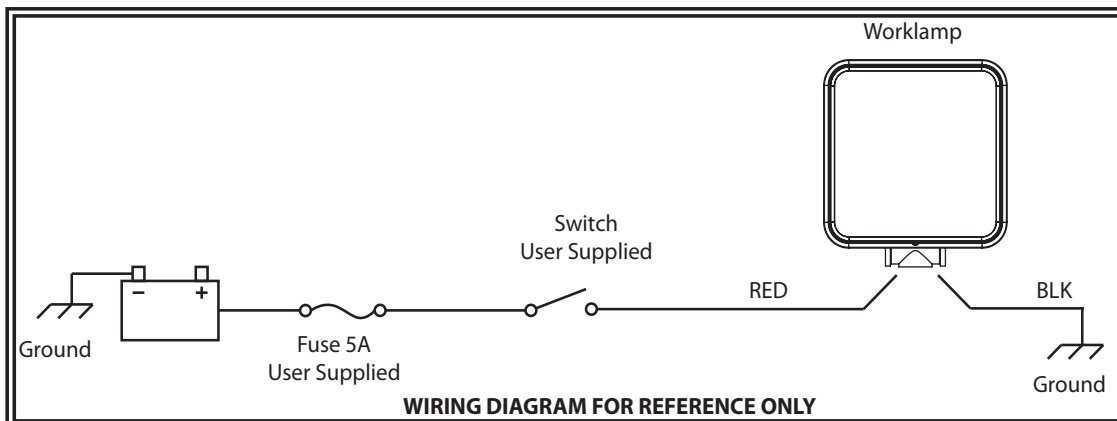 Worklamp
Switch
User Supplied
RED
BLK
− +
Ground
Fuse 5A
User Supplied
Ground
WIRING DIAGRAM FOR REFERENCE ONLY